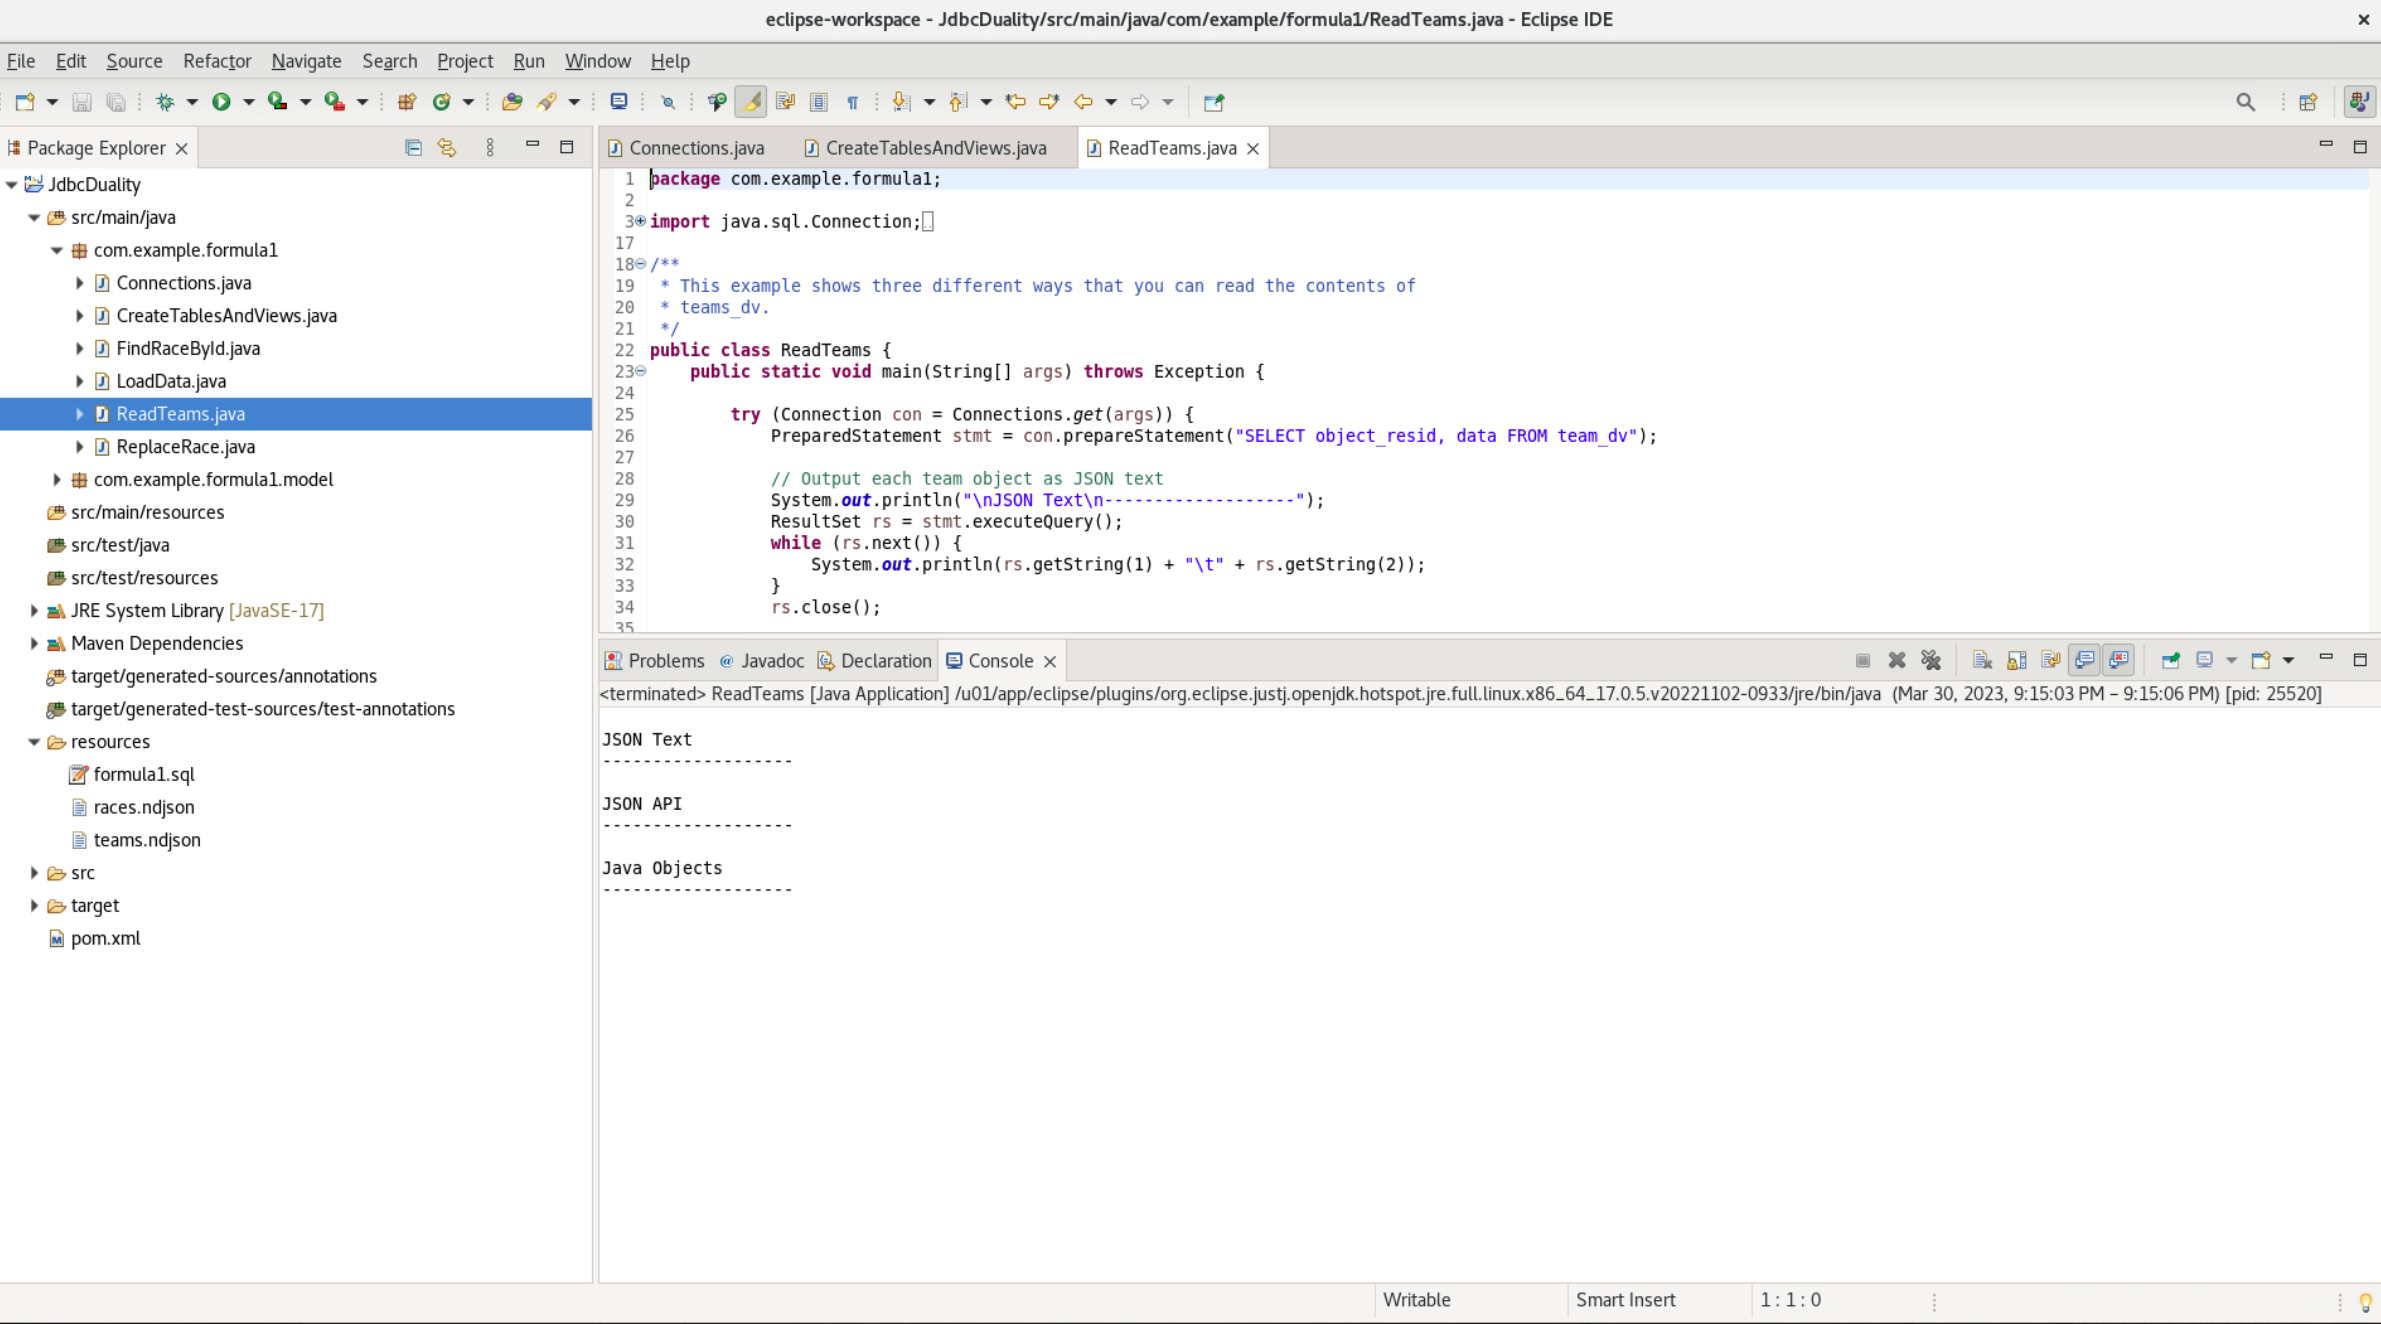 eclipse-workspace - JdbcDuality/src/main/java/com/example/formula1/ReadTeams.java - Eclipse IDE
File Edit Source Refactor Navigate Search Project Run Window Help
Package Explorer
JdbcDuality
src/main/java
com.example.formula1
Connections.java
CreateTablesAndViews.java
FindRaceById.java
LoadData.java
ReadTeams.java
ReplaceRace.java
com.example.formula1.model
src/main/resources
src/test/java
src/test/resources
JRE System Library [JavaSE-17]
Maven Dependencies
target/generated-sources/annotations
target/generated-test-sources/test-annotations
resources
formula1.sql
races.ndjson
teams.ndjson
src
target
pom.xml
Connections.java CreateTablesAndViews.java ReadTeams.java
1 package com.example.formula1;
2
3 import java.sql.Connection;
17
18 /**
19  * This example shows three different ways that you can read the contents of
20  * teams_dv.
21  */
22 public class ReadTeams {
23     public static void main(String[] args) throws Exception {
24
25         try (Connection con = Connections.get(args)) {
26             PreparedStatement stmt = con.prepareStatement("SELECT object_resid, data FROM team_dv");
27
28             // Output each team object as JSON text
29             System.out.println("\nJSON Text\n-------------------");
30             ResultSet rs = stmt.executeQuery();
31             while (rs.next()) {
32                 System.out.println(rs.getString(1) + "\t" + rs.getString(2));
33             }
34             rs.close();
35
Problems Javadoc Declaration Console
<terminated> ReadTeams [Java Application] /u01/app/eclipse/plugins/org.eclipse.justj.openjdk.hotspot.jre.full.linux.x86_64_17.0.5.v20221102-0933/jre/bin/java (Mar 30, 2023, 9:15:03 PM – 9:15:06 PM) [pid: 25520]
JSON Text
-------------------
JSON API
-------------------
Java Objects
-------------------
Writable Smart Insert 1 : 1 : 0